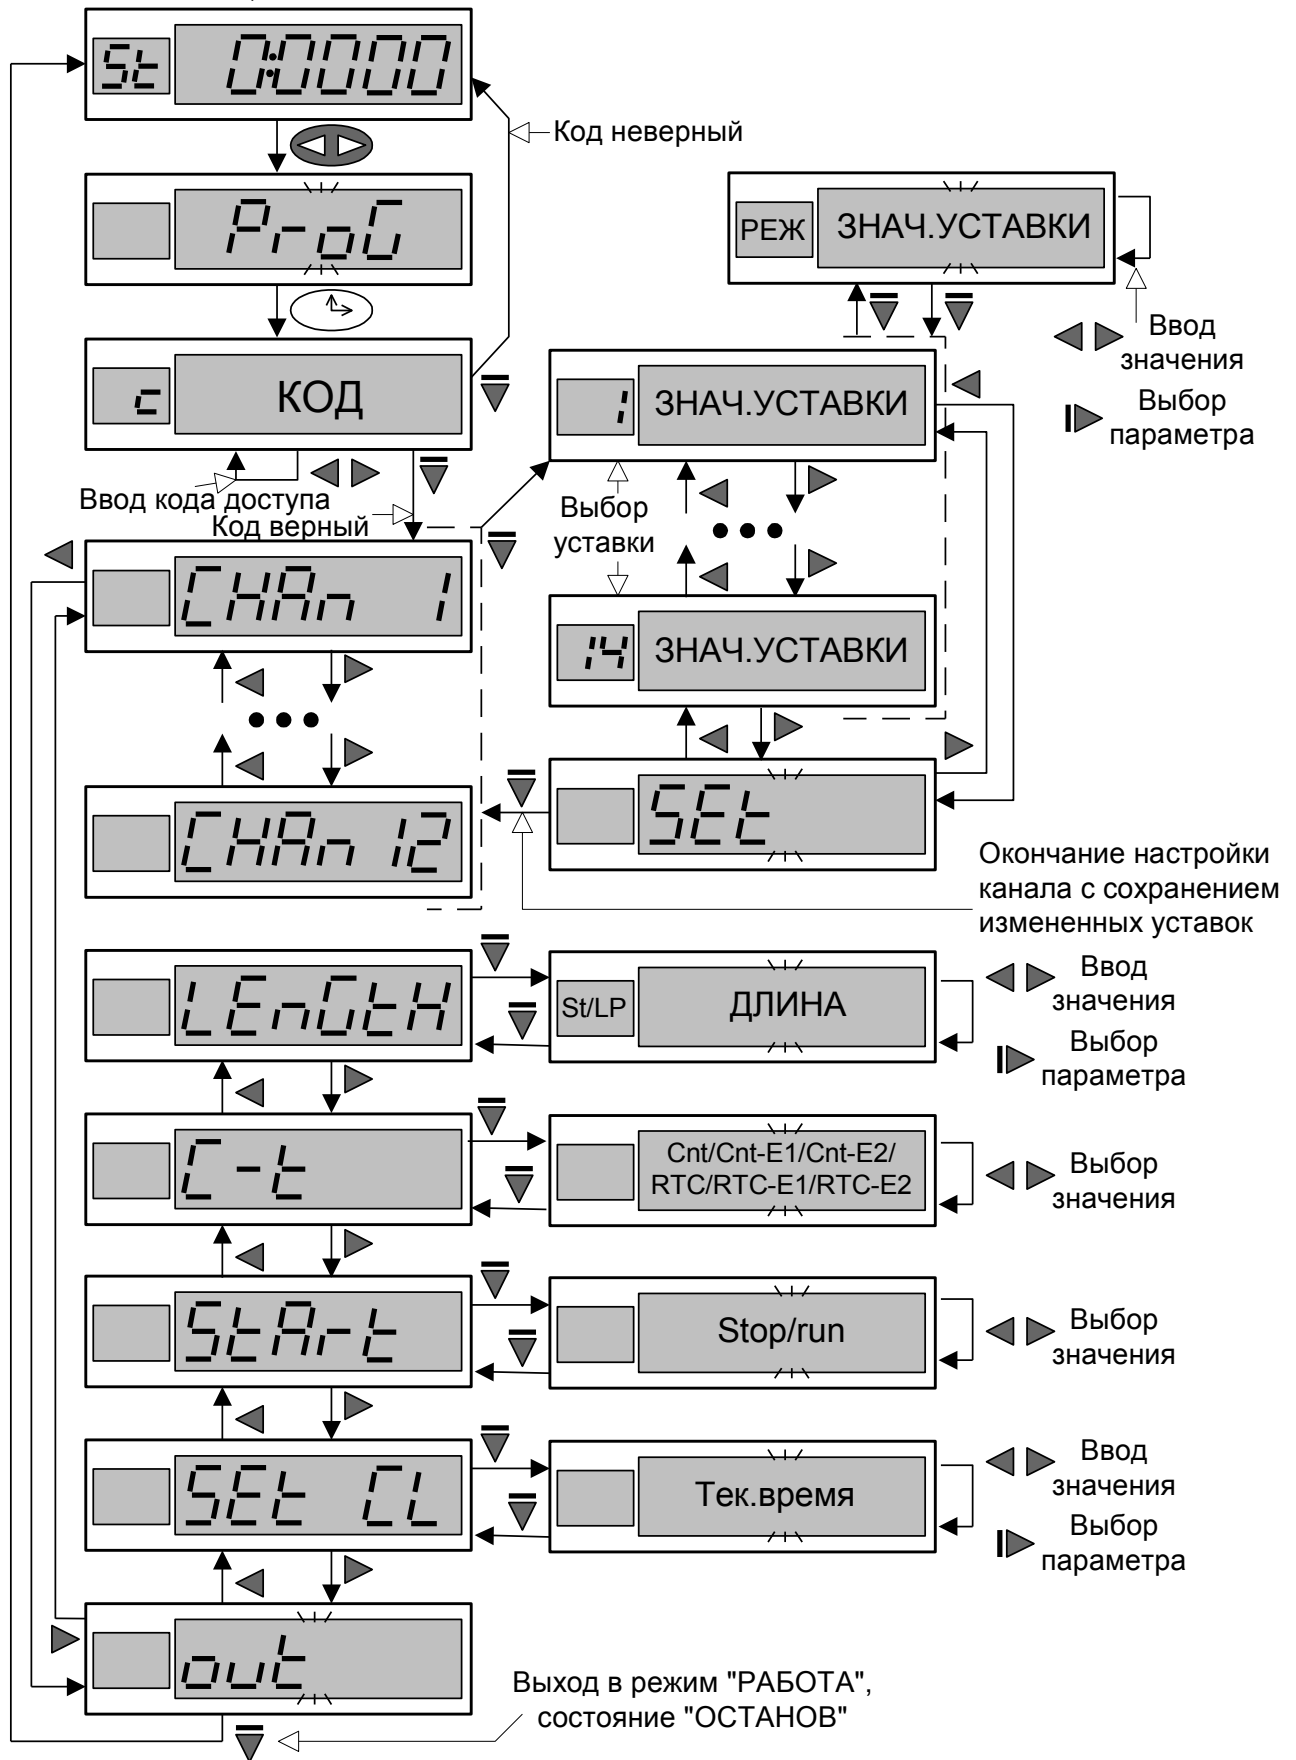 St 0:0000
Код неверный
ProG
РЕЖ ЗНАЧ.УСТАВКИ
Ввод
значения
Выбор
параметра
c КОД
1 ЗНАЧ.УСТАВКИ
Ввод кода доступа
Код верный
Выбор
уставки
CHAn 1
14 ЗНАЧ.УСТАВКИ
CHAn 12
SEt
Окончание настройки
канала с сохранением
измененных уставок
LEnGtH
St/LP ДЛИНА
Ввод
значения
Выбор
параметра
C-t
Cnt/Cnt-E1/Cnt-E2/
RTC/RTC-E1/RTC-E2
Выбор
значения
StArt
Stop/run
Выбор
значения
SEt CL
Тек.время
Ввод
значения
Выбор
параметра
out
Выход в режим "РАБОТА",
состояние "ОСТАНОВ"